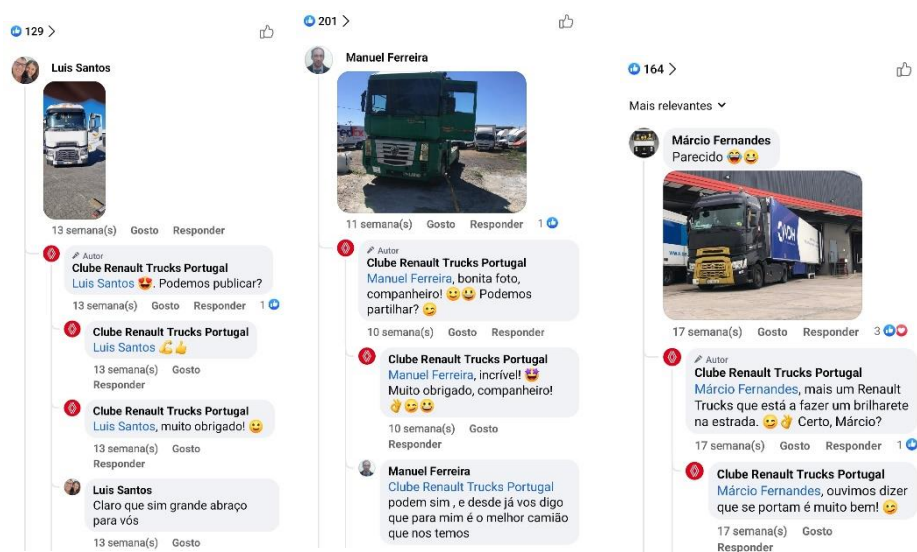 129 >
Luis Santos
13 semana(s) Gosto Responder
Autor
Clube Renault Trucks Portugal
Luis Santos 😍. Podemos publicar?
13 semana(s) Gosto Responder 1
Clube Renault Trucks Portugal
Luis Santos 💪👍
13 semana(s) Gosto
Responder
Clube Renault Trucks Portugal
Luis Santos, muito obrigado! 😉
13 semana(s) Gosto
Responder
Luis Santos
Claro que sim grande abraço
para vós
13 semana(s) Gosto
201 >
Manuel Ferreira
11 semana(s) Gosto Responder 1
Autor
Clube Renault Trucks Portugal
Manuel Ferreira, bonita foto,
companheiro! 😉😃 Podemos
partilhar? 😉
10 semana(s) Gosto Responder
Clube Renault Trucks Portugal
Manuel Ferreira, incrível! 🤩
Muito obrigado, companheiro!
👌😉😃
10 semana(s) Gosto
Responder
Manuel Ferreira
Clube Renault Trucks Portugal
podem sim , e desde já vos digo
que para mim é o melhor camião
que nos temos
164 >
Mais relevantes
Márcio Fernandes
Parecido 😂😃
17 semana(s) Gosto Responder 3
Autor
Clube Renault Trucks Portugal
Márcio Fernandes, mais um Renault
Trucks que está a fazer um brilharete
na estrada. 😉👌 Certo, Márcio?
17 semana(s) Gosto Responder 1
Clube Renault Trucks Portugal
Márcio Fernandes, ouvimos dizer
que se portam é muito bem! 😉
17 semana(s) Gosto
Responder